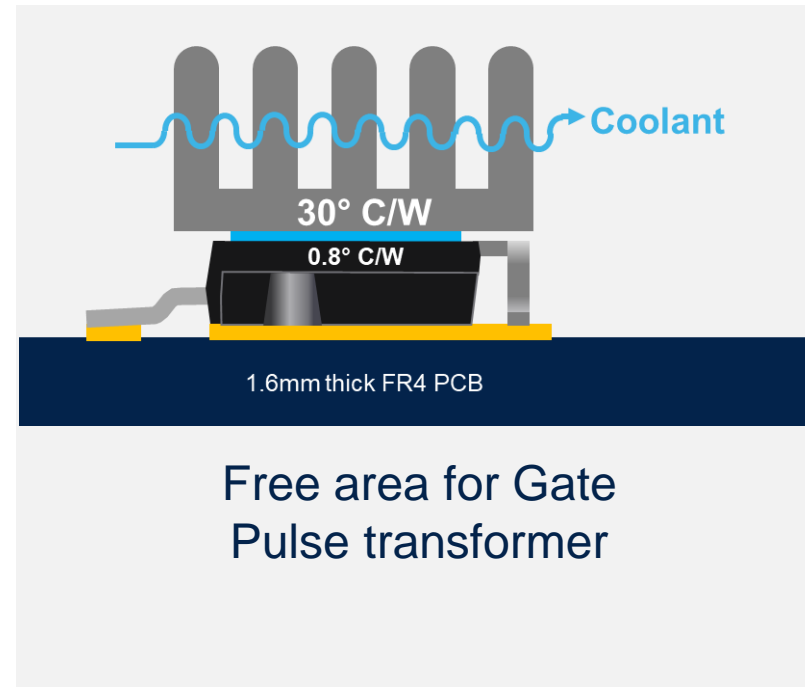 Coolant
30° C/W
0.8° C/W
1.6mm thick FR4 PCB
Free area for Gate
Pulse transformer